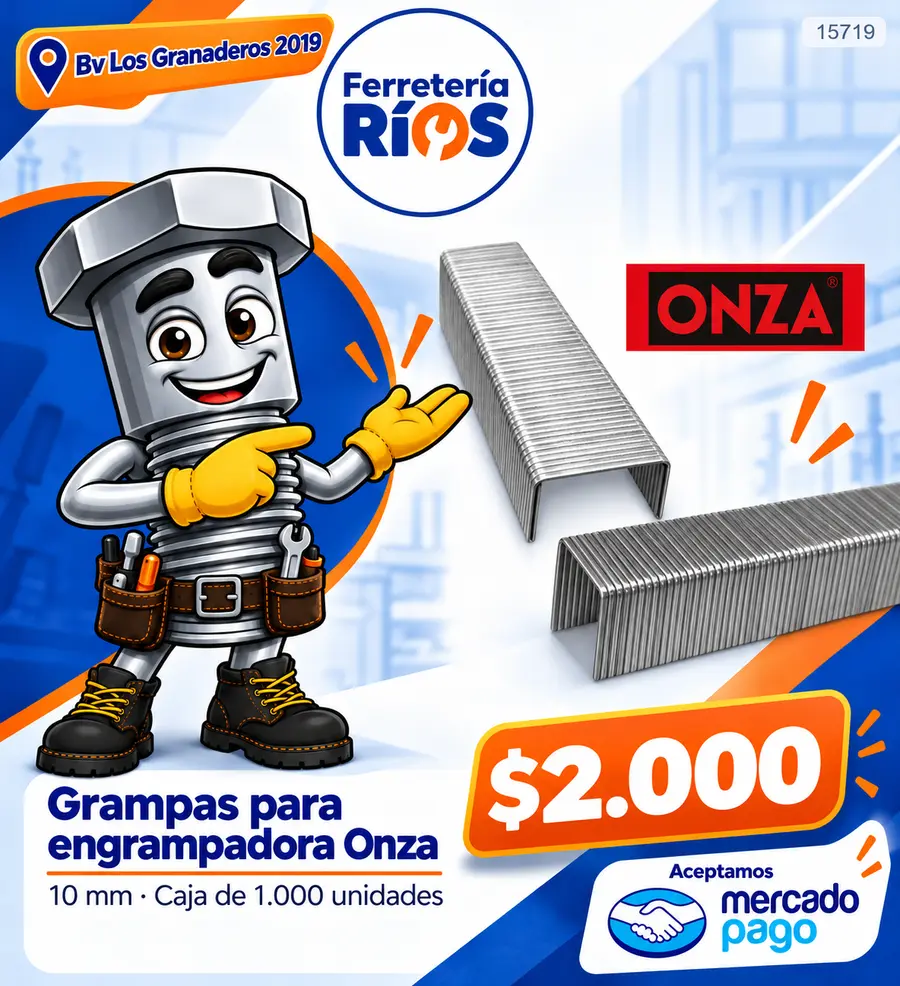 Bv Los Granaderos 2019
Ferretería
RÍOS
15719
ONZA®
$2.000
Grampas para
engrampadora Onza
10 mm · Caja de 1.000 unidades
Aceptamos
mercado
pago